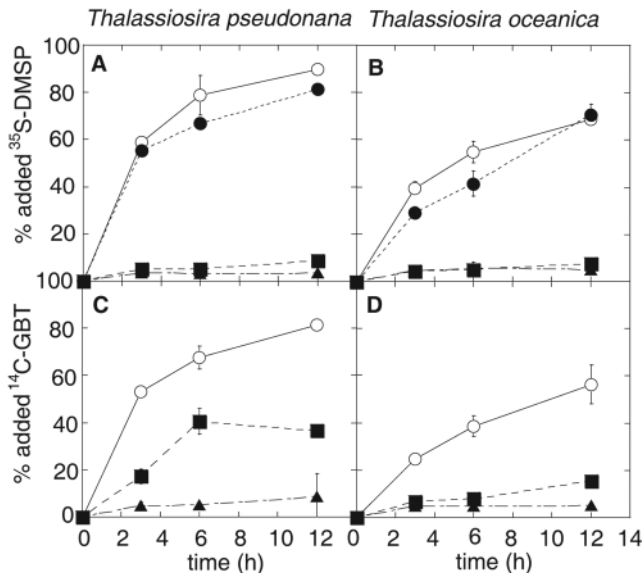 Thalassiosira pseudonana Thalassiosira oceanica
100
A B
80
% added ³⁵S-DMSP
60
40
20
100
C D
80
% added ¹⁴C-GBT
60
40
20
0
0 2 4 6 8 10 12 0 2 4 6 8 10 12 14
time (h) time (h)